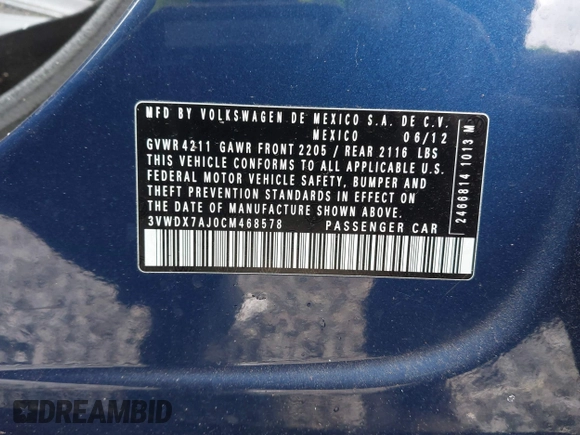 MFD BY VOLKSWAGEN DE MEXICO S.A. DE C.V.
MEXICO 06/12
GVWR 4211 GAWR FRONT 2205 / REAR 2116 LBS
THIS VEHICLE CONFORMS TO ALL APPLICABLE U.S.
FEDERAL MOTOR VEHICLE SAFETY, BUMPER AND
THEFT PREVENTION STANDARDS IN EFFECT ON
THE DATE OF MANUFACTURE SHOWN ABOVE.
3VWDX7AJ0CM468578 PASSENGER CAR
2466814 1013 M
DREAMBID